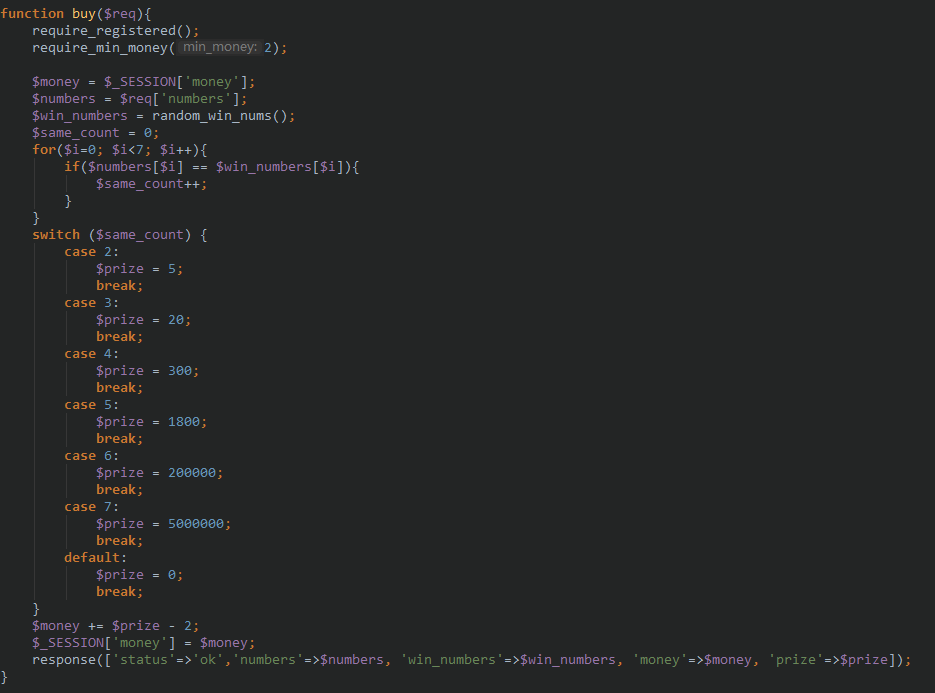 function buy($req){
    require_registered();
    require_min_money( min_money: 2);

    $money = $_SESSION['money'];
    $numbers = $req['numbers'];
    $win_numbers = random_win_nums();
    $same_count = 0;
    for($i=0; $i<7; $i++){
        if($numbers[$i] == $win_numbers[$i]){
            $same_count++;
        }
    }
    switch ($same_count) {
        case 2:
            $prize = 5;
            break;
        case 3:
            $prize = 20;
            break;
        case 4:
            $prize = 300;
            break;
        case 5:
            $prize = 1800;
            break;
        case 6:
            $prize = 200000;
            break;
        case 7:
            $prize = 5000000;
            break;
        default:
            $prize = 0;
            break;
    }
    $money += $prize - 2;
    $_SESSION['money'] = $money;
    response(['status'=>'ok','numbers'=>$numbers, 'win_numbers'=>$win_numbers, 'money'=>$money, 'prize'=>$prize]);
}